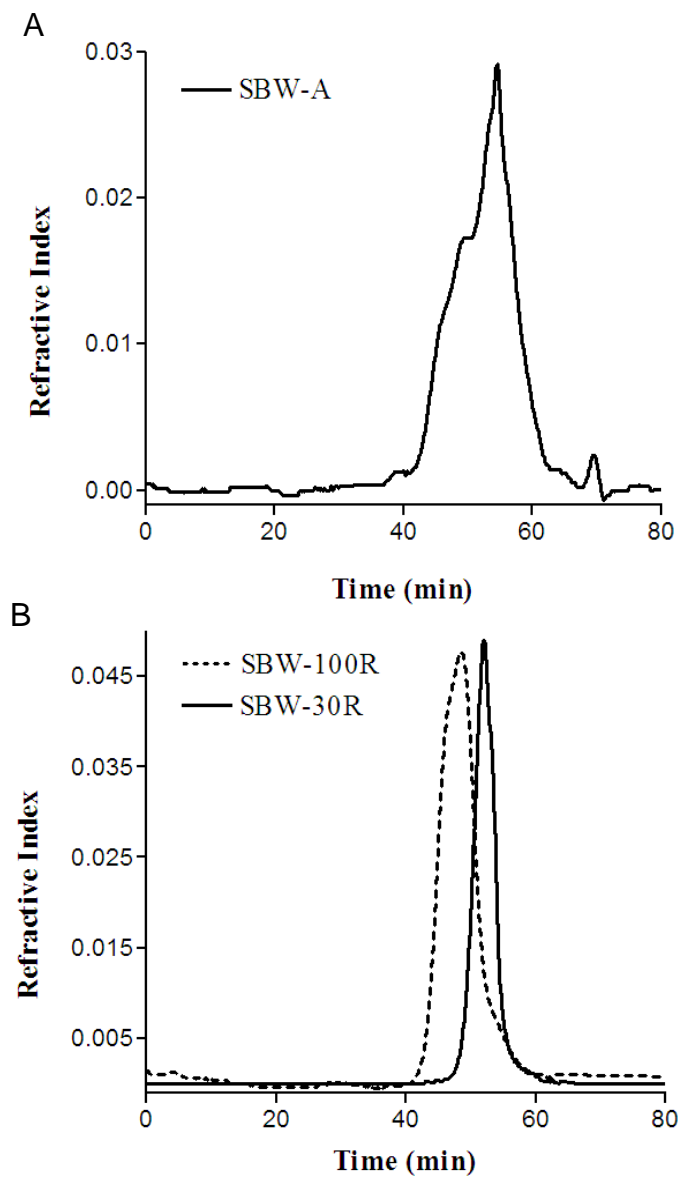 A
0.03
SBW-A
0.02
Refractive Index
0.01
0.00
0 20 40 60 80
Time (min)
B
SBW-100R
0.045
SBW-30R
0.035
0.025
Refractive Index
0.015
0.005
0 20 40 60 80
Time (min)